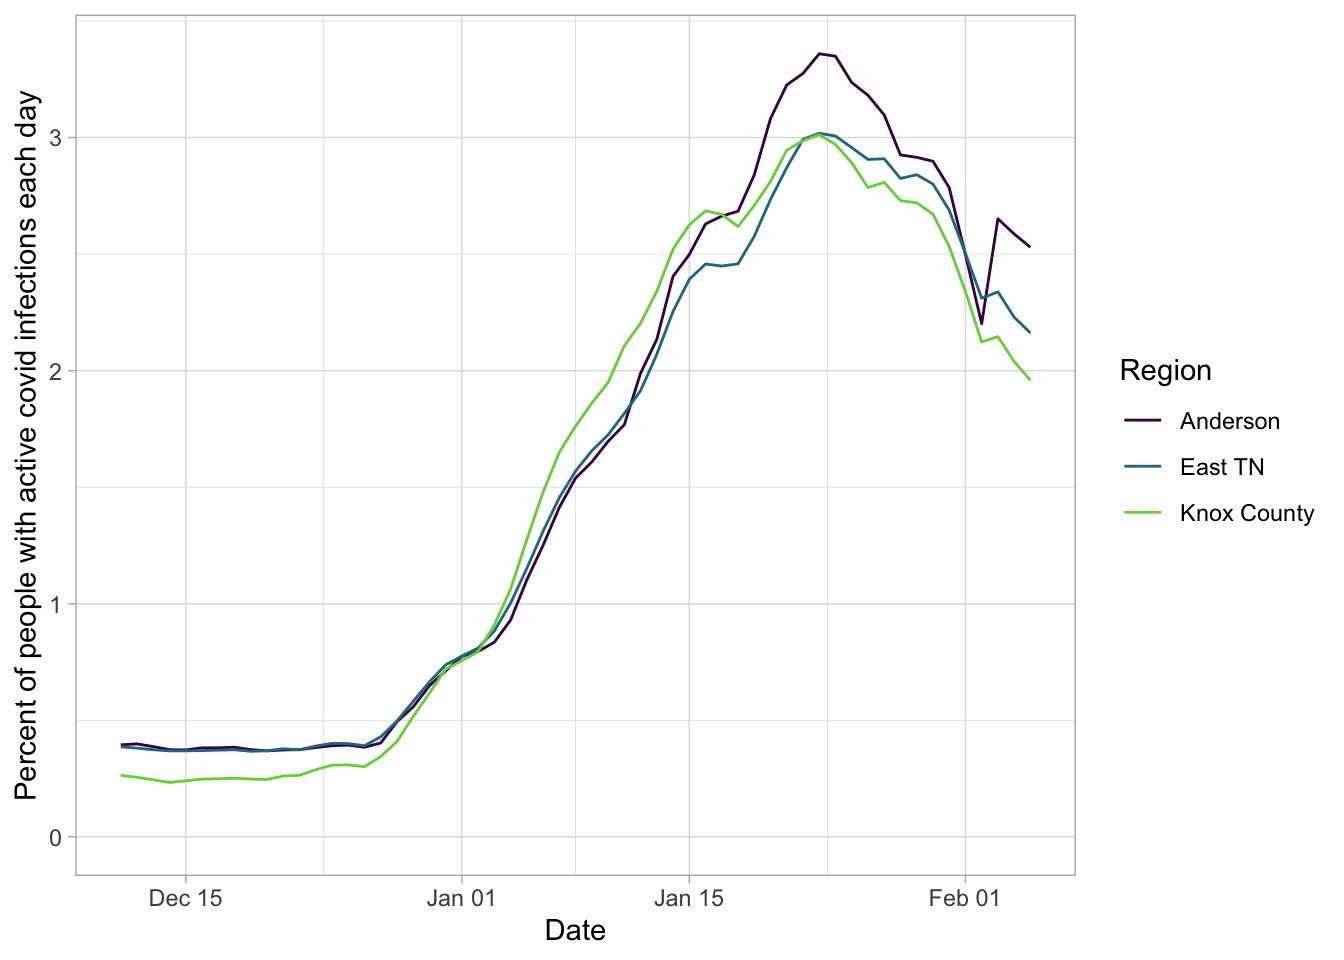 Percent of people with active covid infections each day
3
2
1
0
Dec 15
Jan 01
Jan 15
Feb 01
Date
Region
Anderson
East TN
Knox County